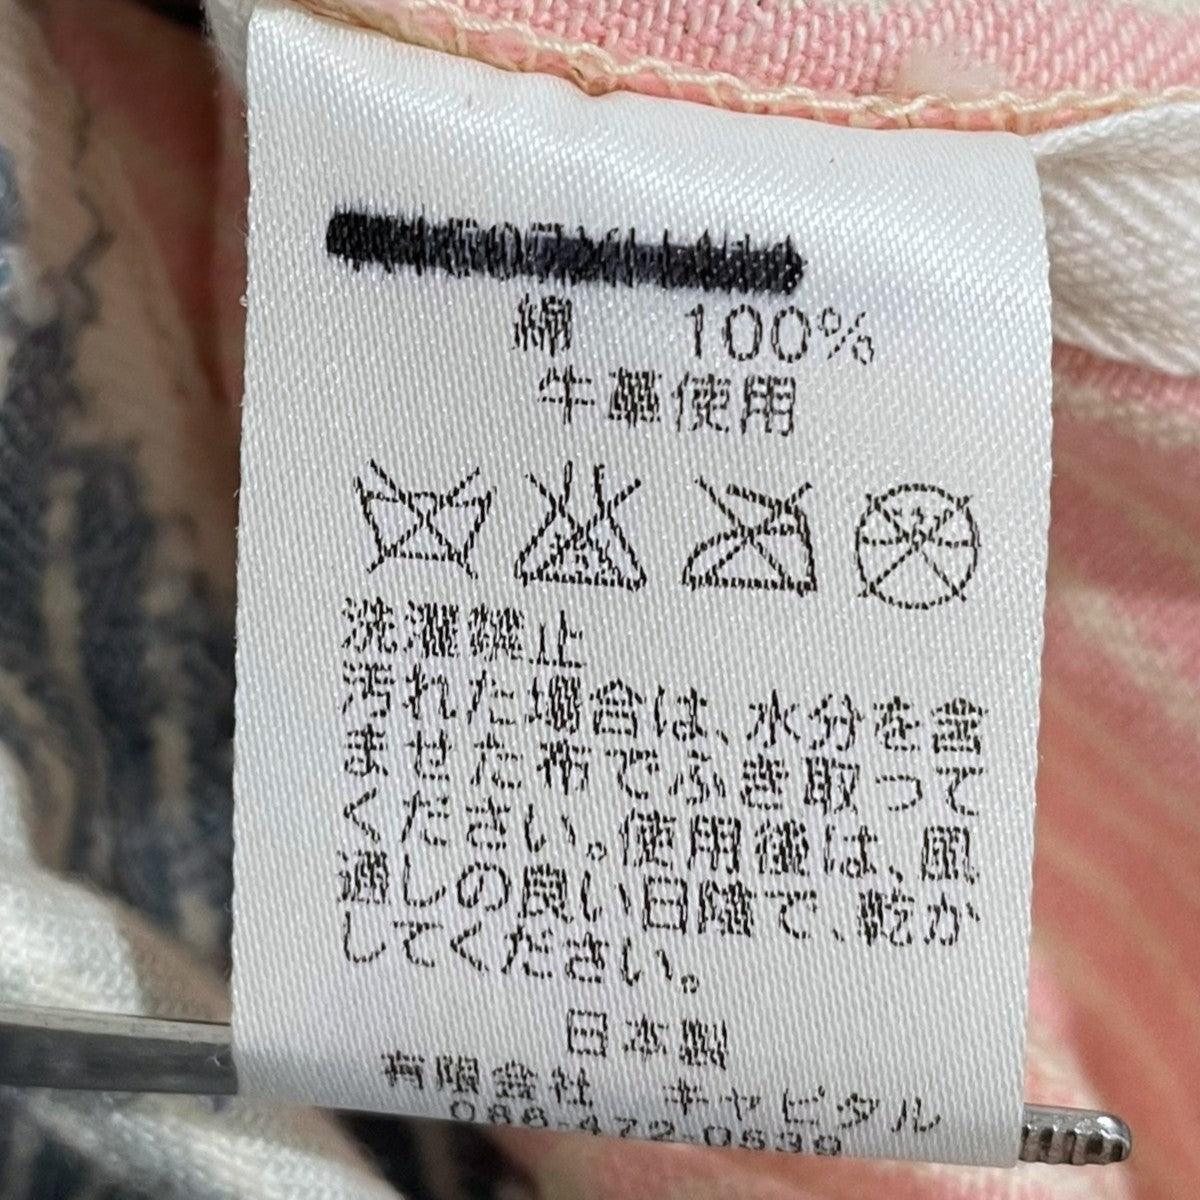 綿　100%
牛革使用
洗濯禁止
汚れた場合は、水分を含
ませた布でふき取って
ください。使用後は、風
通しの良い日陰で、乾か
してください。
日本製
有限会社　キャピタル
086-472-0639